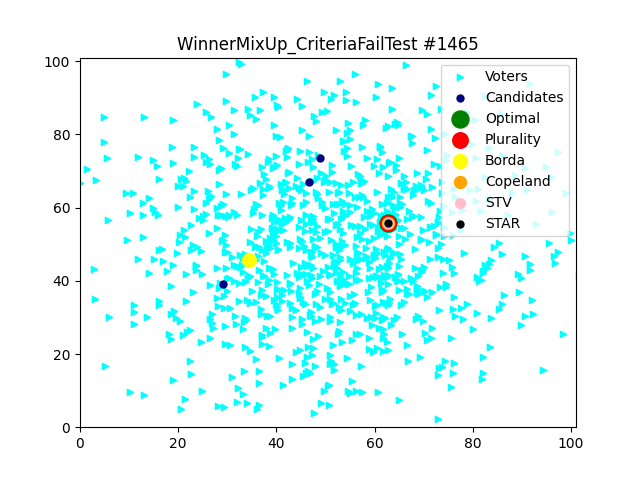 WinnerMixUp_CriteriaFailTest #1465
100
80
60
40
20
0
0
20
40
60
80
100
Voters
Candidates
Optimal
Plurality
Borda
Copeland
STV
STAR